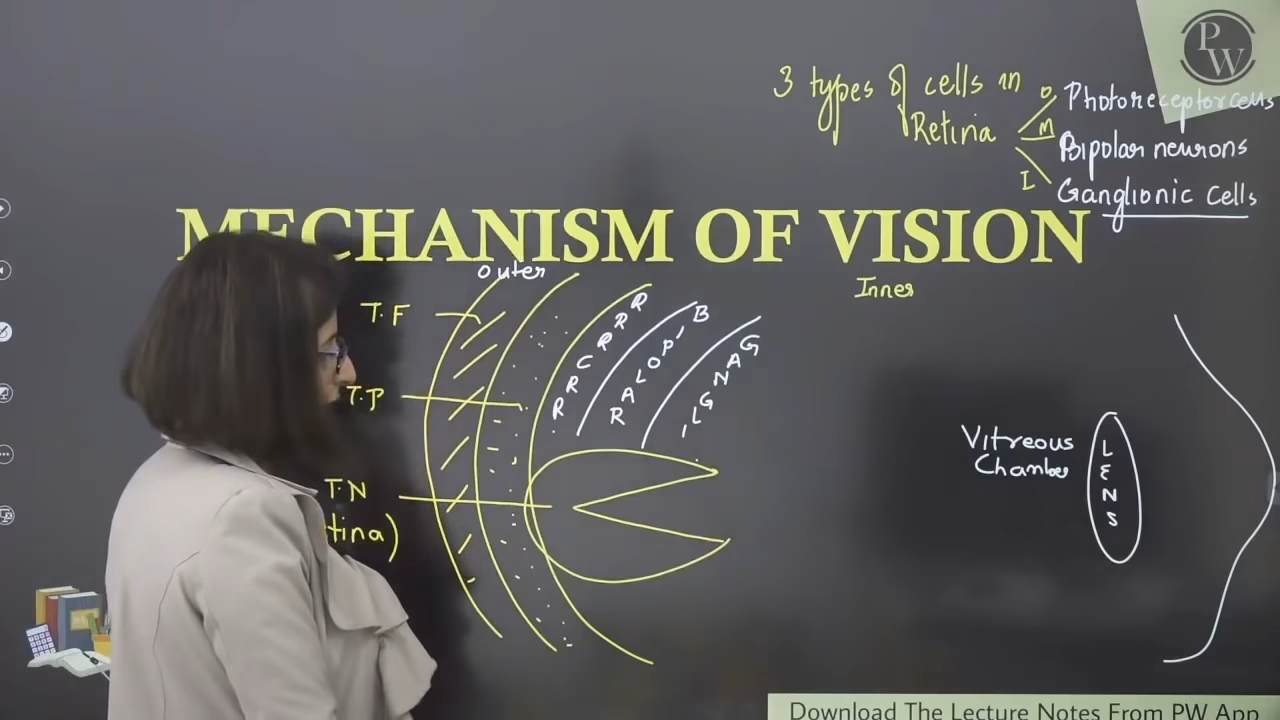 PW
3 types of cells in
Retina
O
Photoreceptor cells
M
Bipolar neurons
I
Ganglionic cells
MECHANISM OF VISION
Outer
Inner
T.F
T.P
T.N
tina)
R
R
R
C
R
R
B
I
P
O
L
A
R
G
A
N
G
L
I
Vitreous
Chamber
L
E
N
S
Download The Lecture Notes From PW App